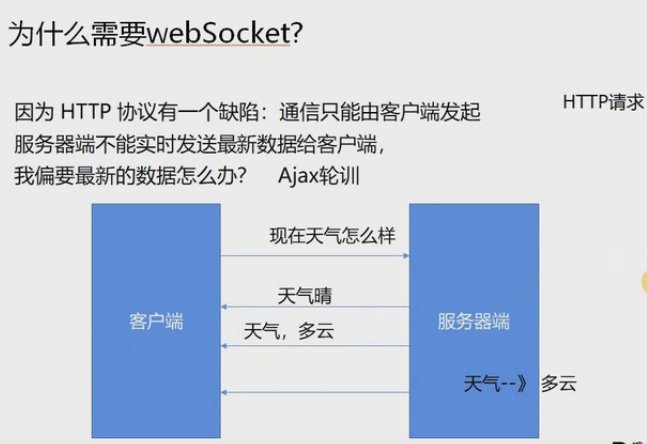 为什么需要webSocket?
HTTP请求
因为 HTTP 协议有一个缺陷：通信只能由客户端发起
服务器端不能实时发送最新数据给客户端，
我偏要最新的数据怎么办？ Ajax轮训
现在天气怎么样
天气晴
客户端
服务器端
天气，多云
天气--》 多云